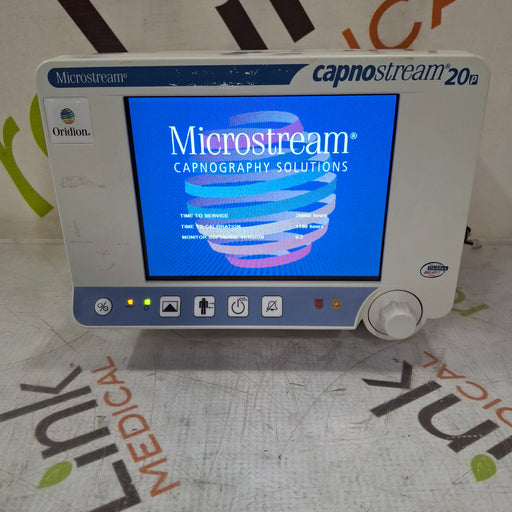 Microstream®
capnostream®20p
Oridion.
Microstream®
CAPNOGRAPHY SOLUTIONS
TIME TO SERVICE
TIME TO CALIBRATION
MONITOR SOFTWARE VERSION
Link
MEDICAL
Link
MEDICAL